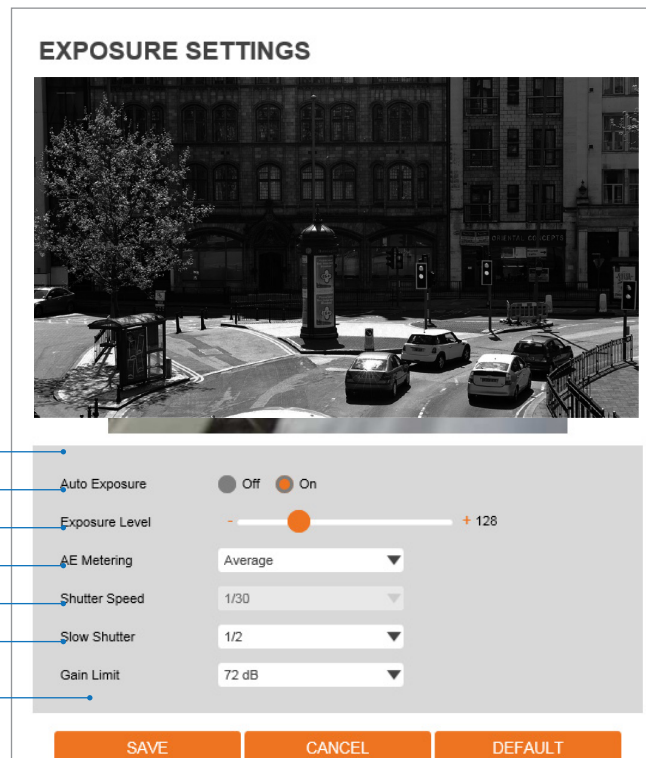 EXPOSURE SETTINGS
ORIENTAL CONCEPTS
Auto Exposure Off On
Exposure Level - + 128
AE Metering Average
Shutter Speed 1/30
Slow Shutter 1/2
Gain Limit 72 dB
SAVE CANCEL DEFAULT